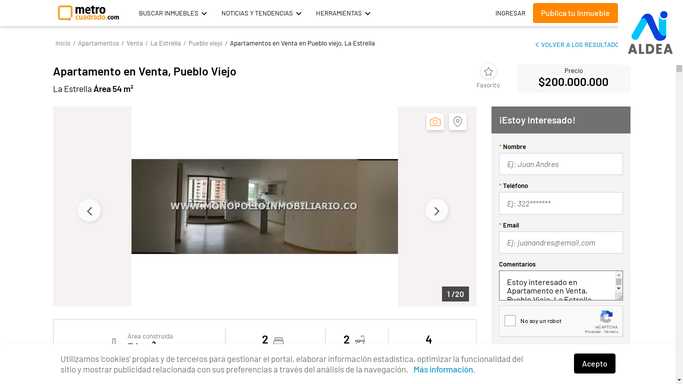 metro
cuadrado.com
BUSCAR INMUEBLES
NOTICIAS Y TENDENCIAS
HERRAMIENTAS
INGRESAR
Publica tu Inmueble
AI
ALDEA
Inicio / Apartamentos / Venta / La Estrella / Pueblo viejo / Apartamentos en Venta en Pueblo viejo, La Estrella
< VOLVER A LOS RESULTADO
Apartamento en Venta, Pueblo Viejo
La Estrella Área 54 m²
Favorito
Precio
$200.000.000
WWW.MONOPOLIOINMOBILIARIO.CO
1 /20
¡Estoy Interesado!
* Nombre
Ej: Juan Andres
* Teléfono
Ej: 322*******
* Email
Ej: juanandres@email.com
Comentarios
Estoy interesado en
Apartamento en Venta,
Pueblo Viejo, La Estrella
No soy un robot
reCAPTCHA
Privacidad - Términos
Área construida
2
2
4
Utilizamos 'cookies' propias y de terceros para gestionar el portal, elaborar información estadística, optimizar la funcionalidad del
sitio y mostrar publicidad relacionada con sus preferencias a través del análisis de la navegación. Más información.
Acepto